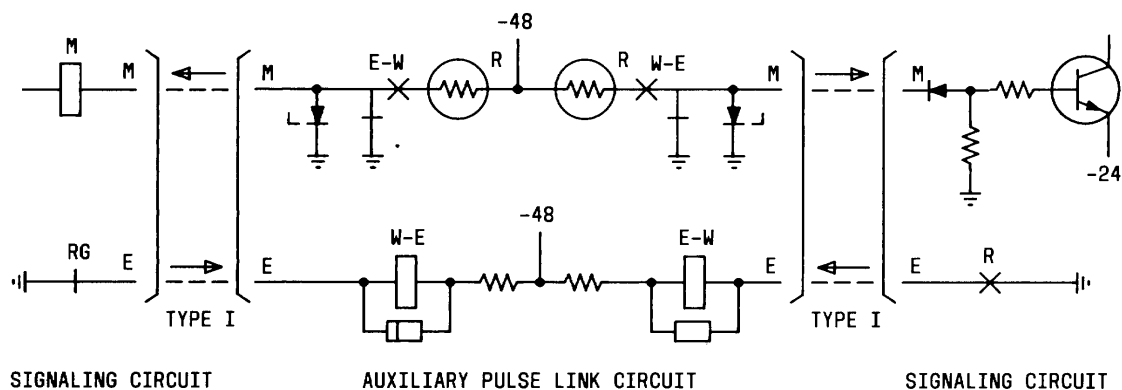 -48
M
E-W
R
R
W-E
M
M
M
M
-24
-48
RG
E
E
W-E
E-W
E
E
R
TYPE I
TYPE I
SIGNALING CIRCUIT
AUXILIARY PULSE LINK CIRCUIT
SIGNALING CIRCUIT